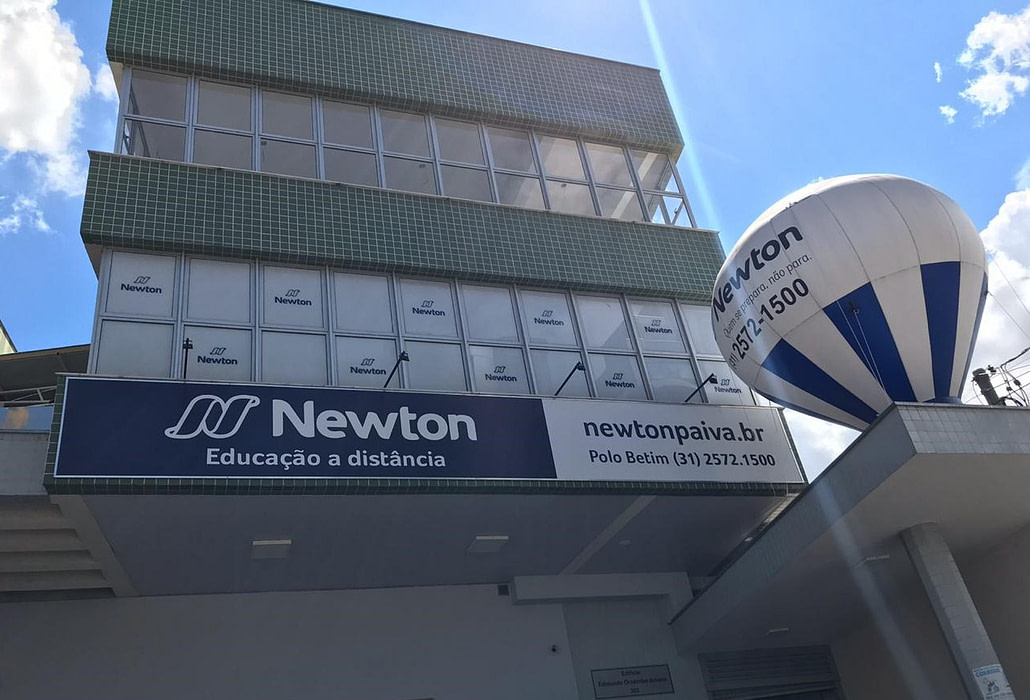 Newton
Newton
Newton
Newton
Newton
Newton
Newton
Newton
Newton
Newton
Newton
Educação a distância
newtonpaiva.br
Polo Betim (31) 2572.1500
Newton
Quem se prepara, não para.
(31) 2572-1500
Edifício